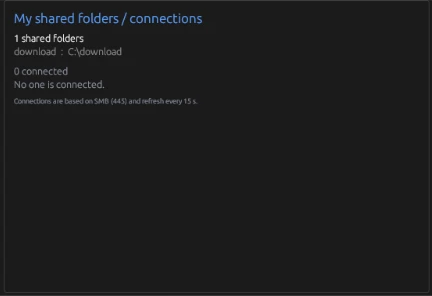 My shared folders / connections
1 shared folders
download : C:\download
0 connected
No one is connected.
Connections are based on SMB (445) and refresh every 15 s.